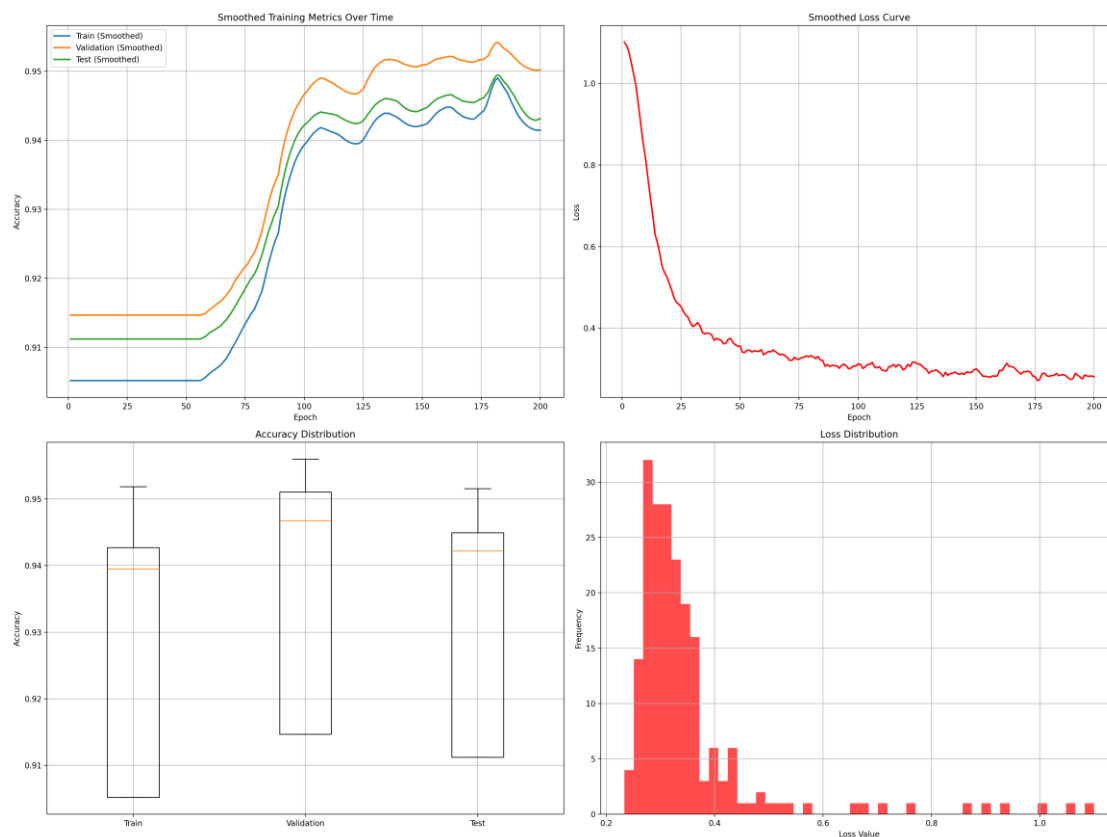 Smoothed Training Metrics Over Time
Train (Smoothed)
Validation (Smoothed)
Test (Smoothed)
Accuracy
0.95
0.94
0.93
0.92
0.91
0 25 50 75 100 125 150 175 200
Epoch
Smoothed Loss Curve
Loss
1.0
0.8
0.6
0.4
0 25 50 75 100 125 150 175 200
Epoch
Accuracy Distribution
Accuracy
0.95
0.94
0.93
0.92
0.91
Train Validation Test
Loss Distribution
Frequency
30
25
20
15
10
5
0
0.2 0.4 0.6 0.8 1.0
Loss Value